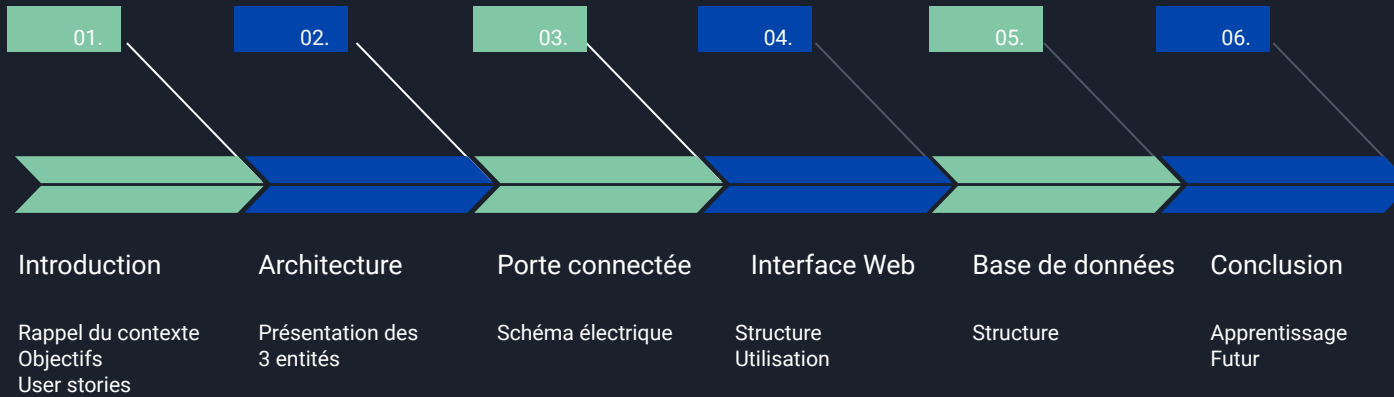 01.
02.
03.
04.
05.
06.
Introduction
Rappel du contexte
Objectifs
User stories
Architecture
Présentation des
3 entités
Porte connectée
Schéma électrique
Interface Web
Structure
Utilisation
Base de données
Structure
Conclusion
Apprentissage
Futur